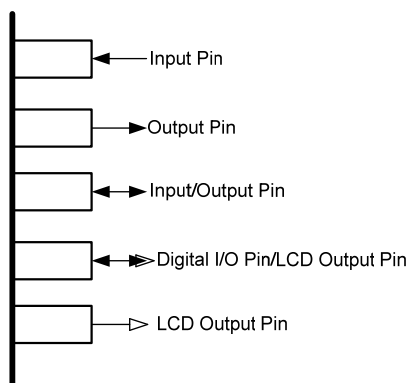 Input Pin
Output Pin
Input/Output Pin
Digital I/O Pin/LCD Output Pin
LCD Output Pin